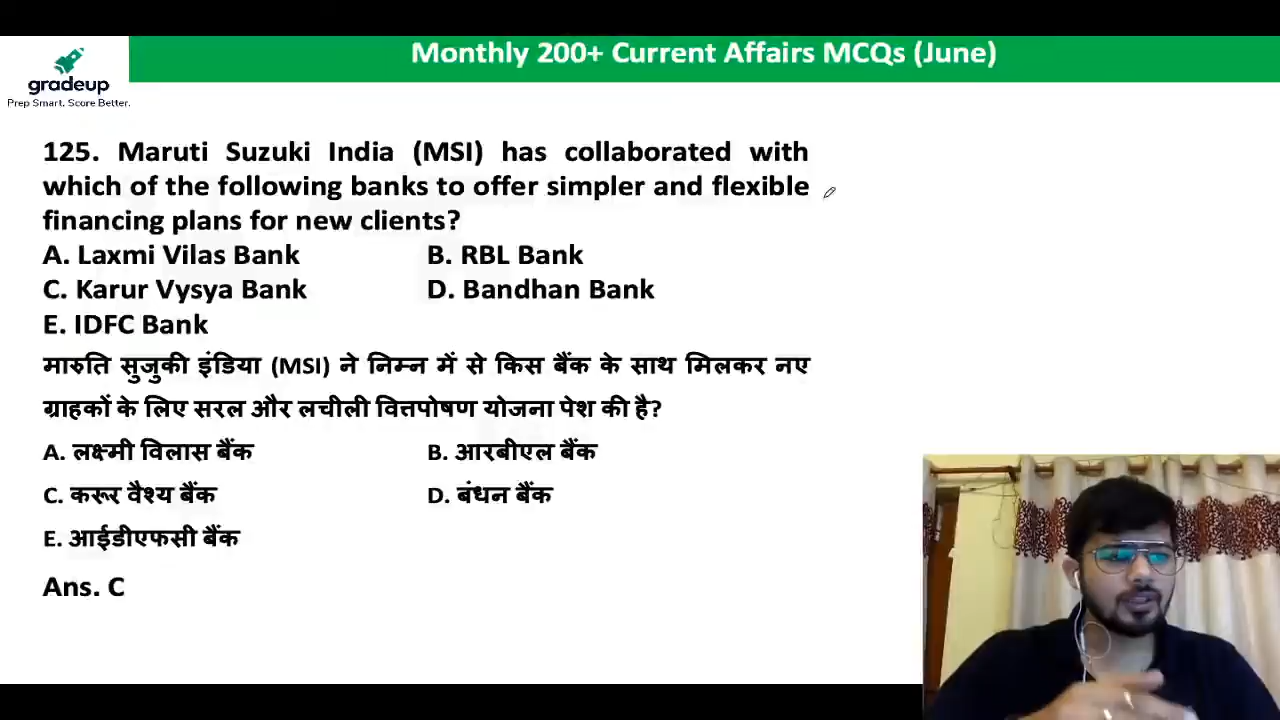 Monthly 200+ Current Affairs MCQs (June)
gradeup
Prep Smart. Score Better.
125. Maruti Suzuki India (MSI) has collaborated with
which of the following banks to offer simpler and flexible
financing plans for new clients?
A. Laxmi Vilas Bank B. RBL Bank
C. Karur Vysya Bank D. Bandhan Bank
E. IDFC Bank
मारुति सुजुकी इंडिया (MSI) ने निम्न में से किस बैंक के साथ मिलकर नए
ग्राहकों के लिए सरल और लचीली वित्तपोषण योजना पेश की है?
A. लक्ष्मी विलास बैंक B. आरबीएल बैंक
C. करूर वैश्य बैंक D. बंधन बैंक
E. आईडीएफसी बैंक
Ans. C